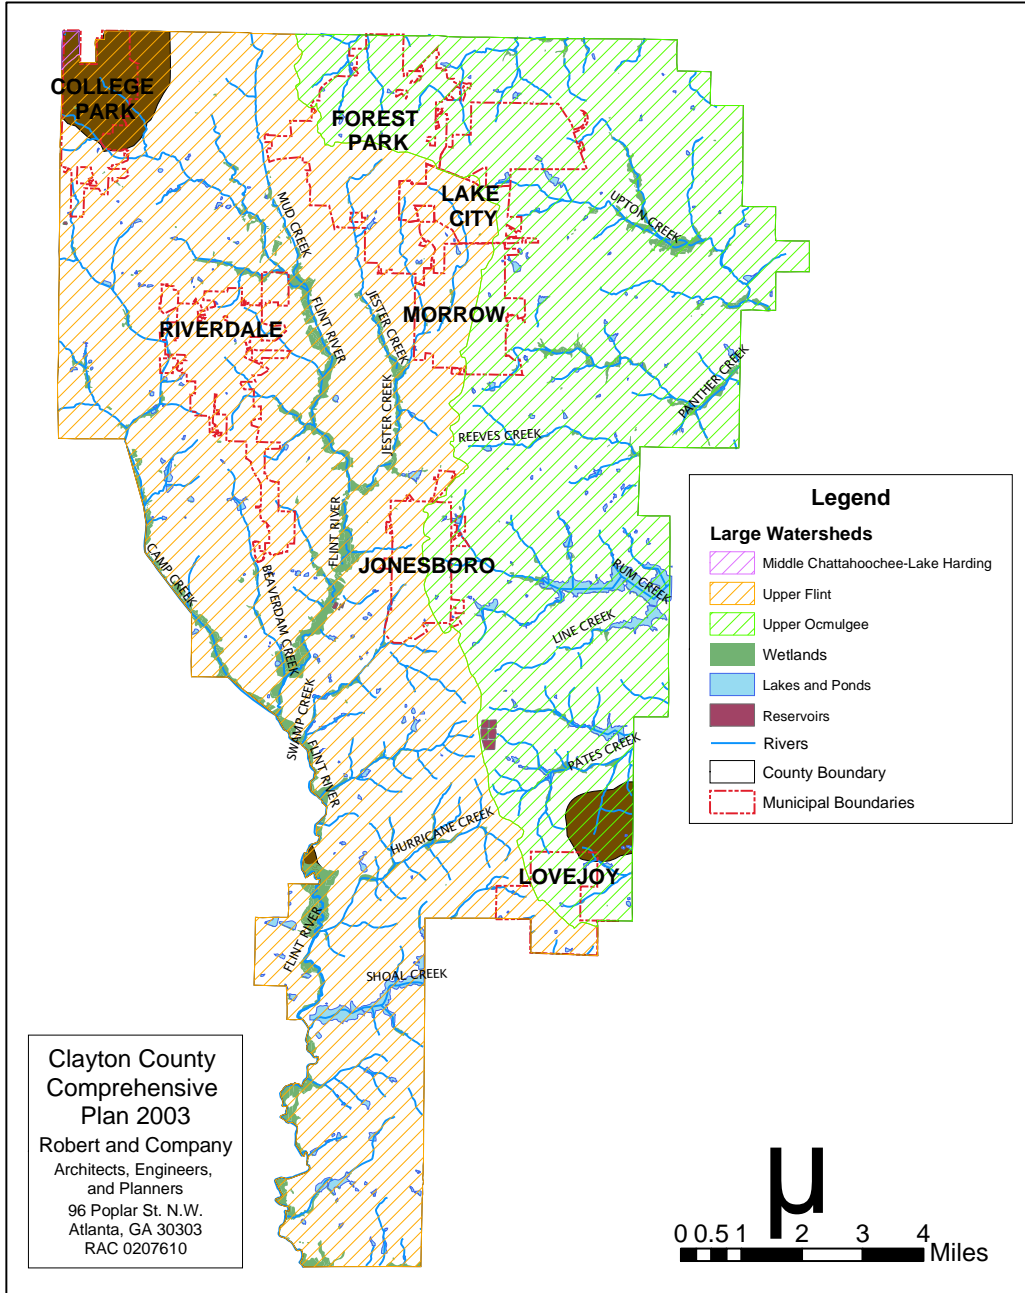 COLLEGE
PARK
FOREST
PARK
LAKE
CITY
UPTON CREEK
MUD CREEK
FLINT RIVER
JESTER CREEK
MORROW
RIVERDALE
PANTHER CREEK
JESTER CREEK
REEVES CREEK
FLINT RIVER
JONESBORO
CAMP CREEK
BEAVERDAM CREEK
RUM CREEK
LINE CREEK
SWAMP CREEK
FLINT RIVER
PATES CREEK
HURRICANE CREEK
LOVEJOY
FLINT RIVER
SHOAL CREEK
Legend
Large Watersheds
Middle Chattahoochee-Lake Harding
Upper Flint
Upper Ocmulgee
Wetlands
Lakes and Ponds
Reservoirs
Rivers
County Boundary
Municipal Boundaries
Clayton County
Comprehensive
Plan 2003
Robert and Company
Architects, Engineers,
and Planners
96 Poplar St. N.W.
Atlanta, GA 30303
RAC 0207610
µ
0 0.5 1 2 3 4
Miles